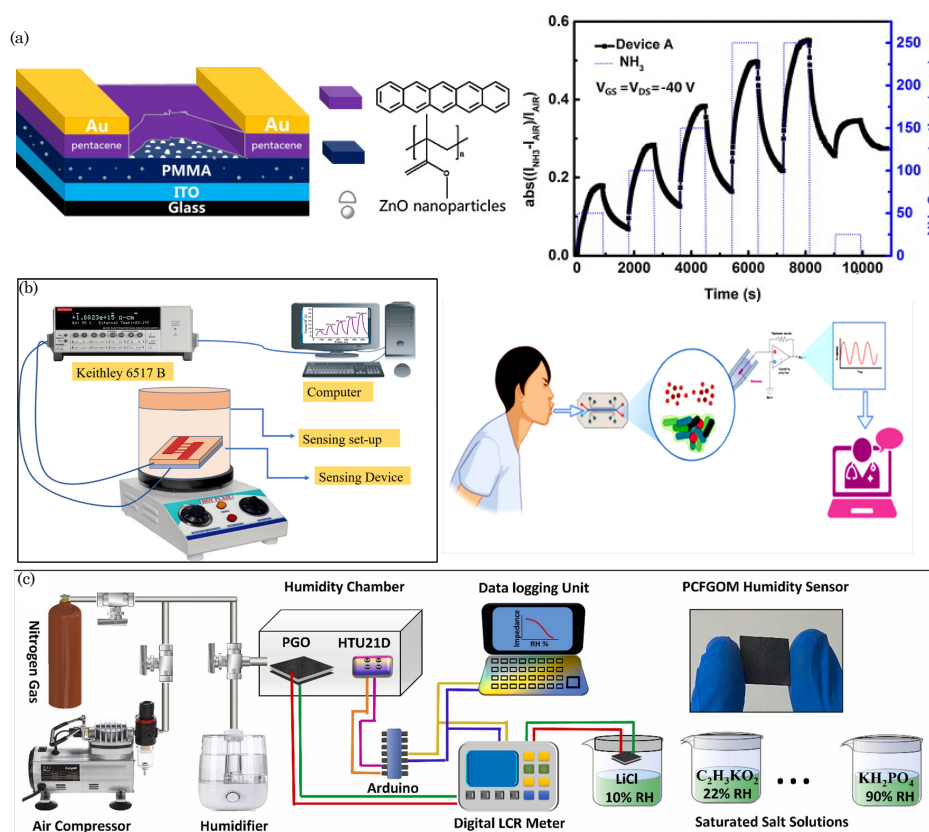 (a)
Au
Au
pentacene
pentacene
PMMA
ITO
Glass
n
ZnO nanoparticles
Device A
NH3
VGS =VDS= -40 V
abs((INH3-IAIR)/IAIR)
0.6
0.4
0.2
0.0
250
200
150
100
50
0
0
2000
4000
6000
8000
10,000
Time (s)
(b)
Keithley 6517 B
Computer
Sensing set-up
Sensing Device
HOT PLATE
(c)
Nitrogen Gas
Air Compressor
Humidifier
Humidity Chamber
PGO
HTU21D
Arduino
Data logging Unit
Impedance
RH %
Digital LCR Meter
PCFGOM Humidity Sensor
LiCl
10% RH
C2H3KO2
22% RH
KH2PO4
90% RH
Saturated Salt Solutions